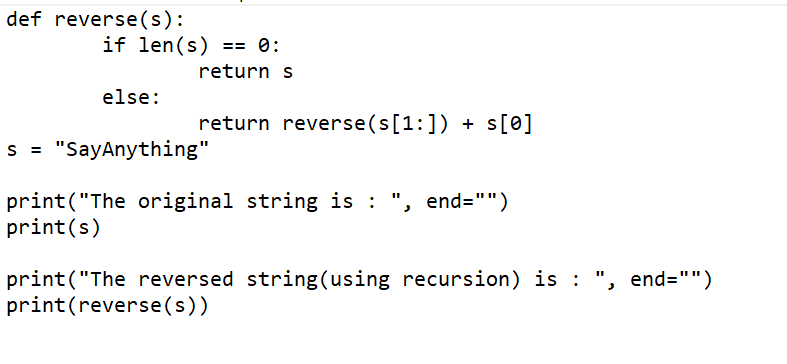 def reverse(s):
        if len(s) == 0:
                return s
        else:
                return reverse(s[1:]) + s[0]
s = "SayAnything"

print("The original string is : ", end="")
print(s)

print("The reversed string(using recursion) is : ", end="")
print(reverse(s))